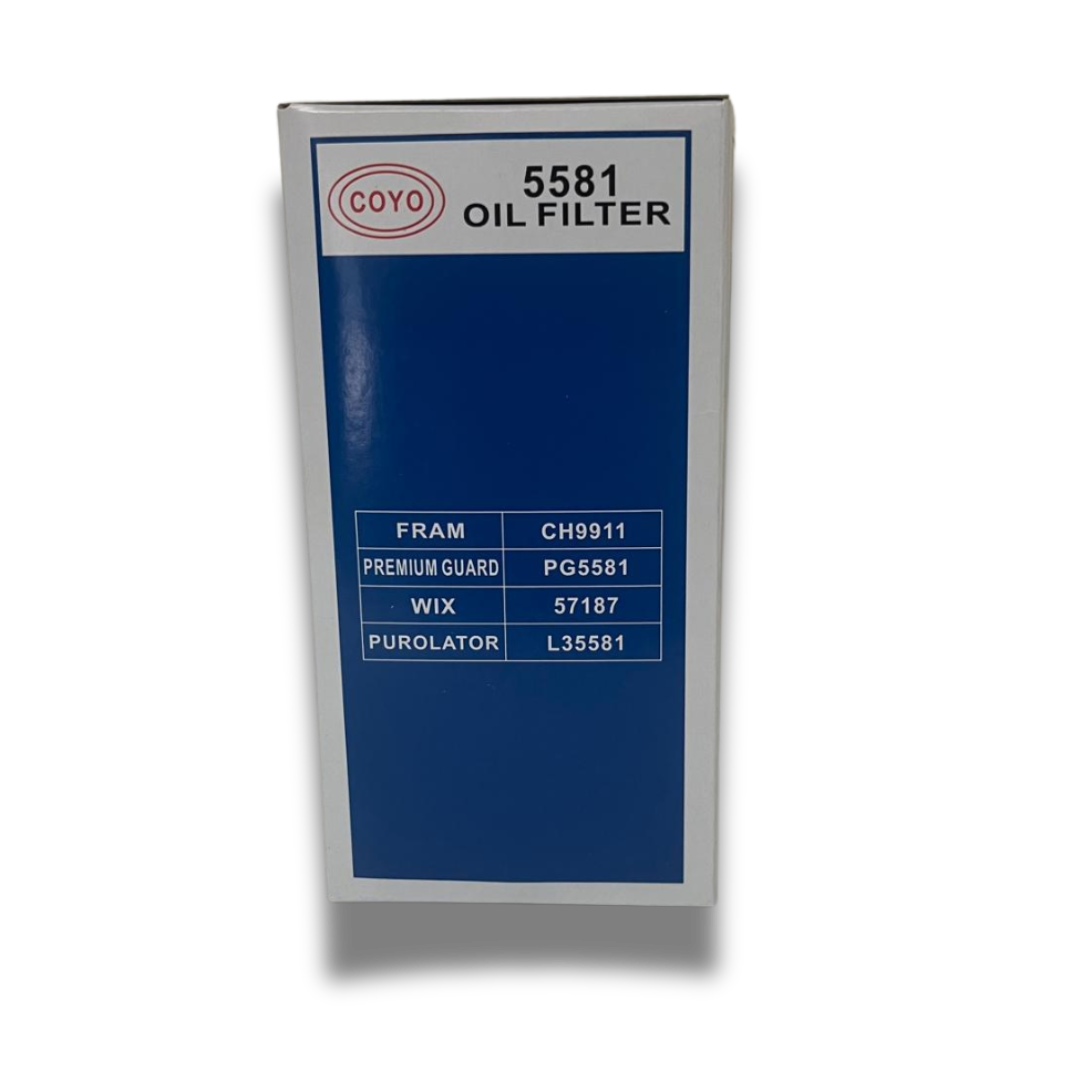 COYO
5581
OIL FILTER
FRAM CH9911
PREMIUM GUARD PG5581
WIX 57187
PUROLATOR L35581